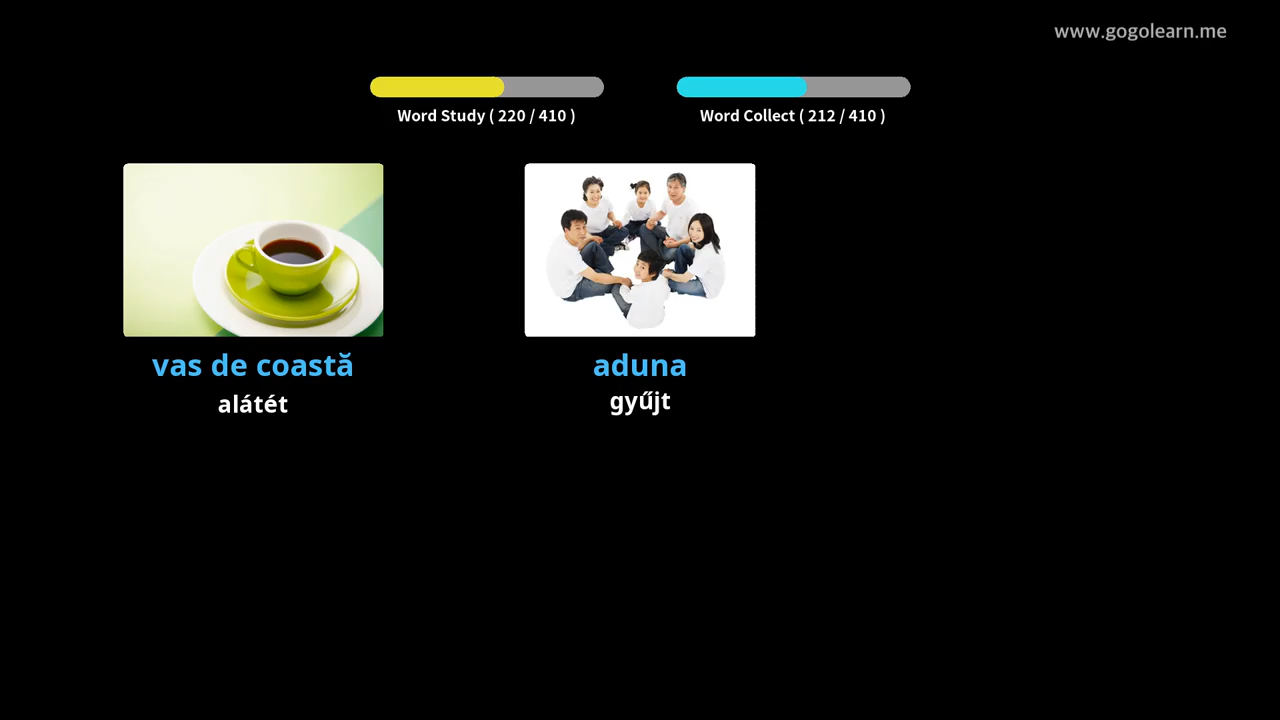 www.gogolearn.me
Word Study ( 220 / 410 )
Word Collect ( 212 / 410 )
vas de coastă
alátét
aduna
gyűjt